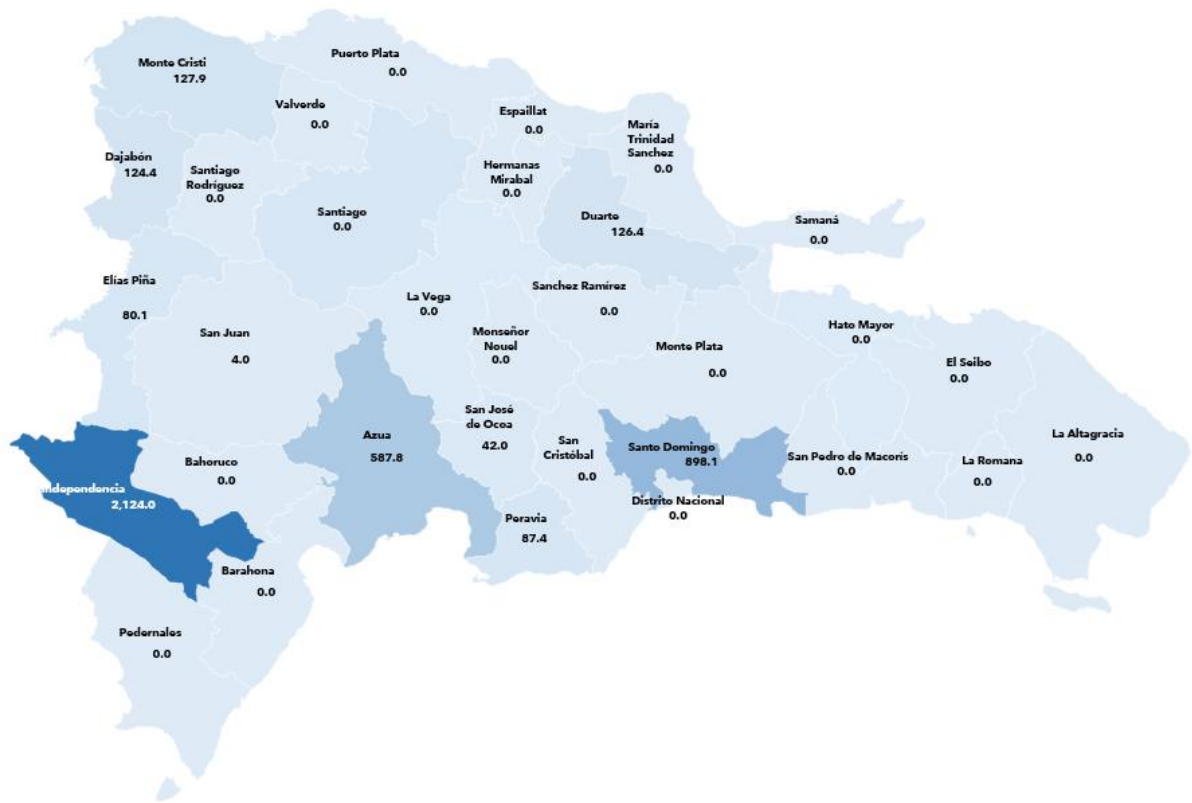 Puerto Plata
0.0
Monte Cristi
127.9
Valverde
0.0
Espaillat
0.0
María
Trinidad
Sanchez
0.0
Dajabón
124.4
Santiago
Rodríguez
0.0
Hermanas
Mirabal
0.0
Santiago
0.0
Duarte
126.4
Samaná
0.0
Elías Piña
80.1
La Vega
0.0
Sanchez Ramírez
0.0
San Juan
4.0
Monseñor
Nouel
0.0
Monte Plata
0.0
Hato Mayor
0.0
El Seibo
0.0
Azua
587.8
San José
de Ocoa
42.0
San
Cristóbal
0.0
Santo Domingo
898.1
San Pedro de Macorís
0.0
La Romana
0.0
La Altagracia
0.0
Bahoruco
0.0
Independencia
2,124.0
Distrito Nacional
0.0
Peravia
87.4
Barahona
0.0
Pedernales
0.0